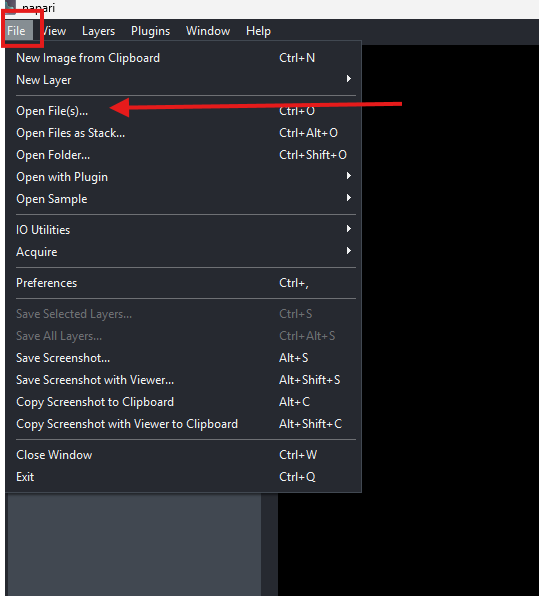 napari
File View Layers Plugins Window Help
New Image from Clipboard Ctrl+N
New Layer
Open File(s)... Ctrl+O
Open Files as Stack... Ctrl+Alt+O
Open Folder... Ctrl+Shift+O
Open with Plugin
Open Sample
IO Utilities
Acquire
Preferences Ctrl+,
Save Selected Layers... Ctrl+S
Save All Layers... Ctrl+Alt+S
Save Screenshot... Alt+S
Save Screenshot with Viewer... Alt+Shift+S
Copy Screenshot to Clipboard Alt+C
Copy Screenshot with Viewer to Clipboard Alt+Shift+C
Close Window Ctrl+W
Exit Ctrl+Q